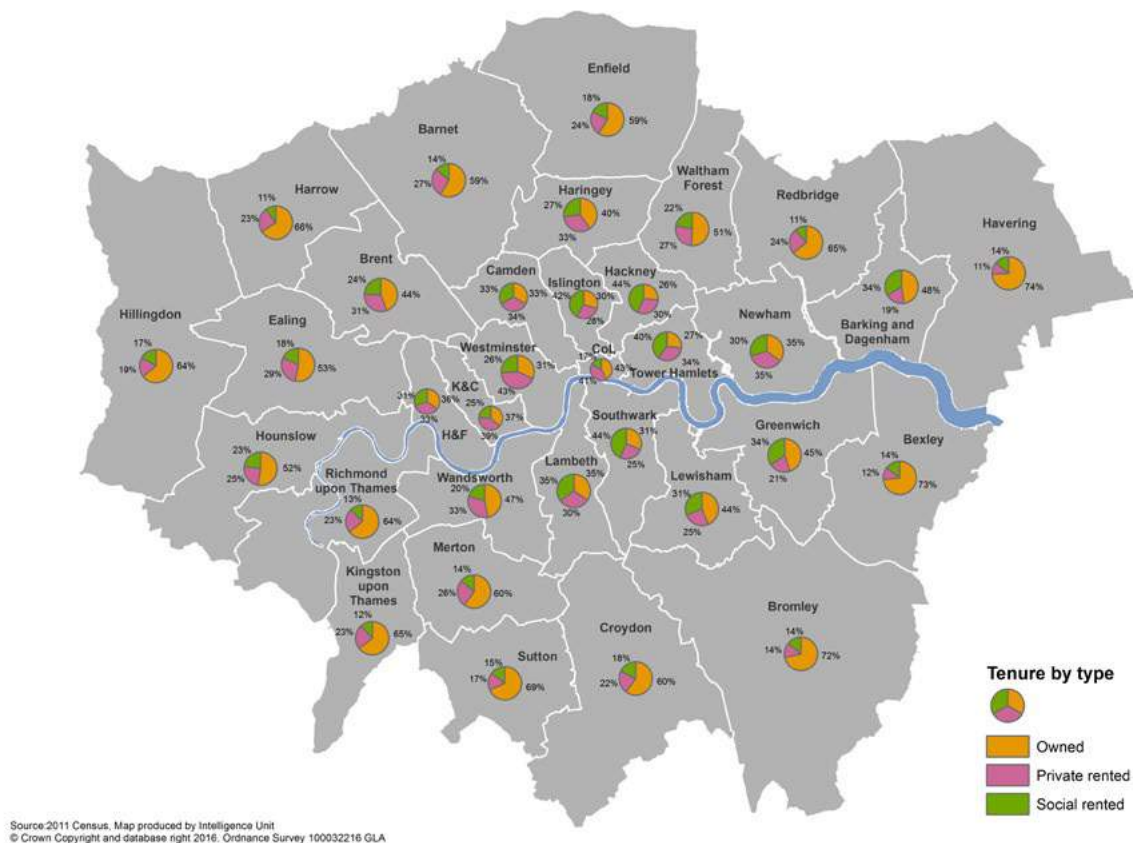 Enfield
18%
24%
59%
Barnet
14%
27%
59%
Harrow
11%
23%
66%
Haringey
27%
40%
33%
Waltham
Forest
22%
27%
51%
Redbridge
11%
24%
65%
Havering
14%
11%
74%
Brent
24%
44%
31%
Camden
33%
33%
34%
Islington
42%
30%
28%
Hackney
44%
26%
30%
34%
48%
19%
Barking and
Dagenham
Hillingdon
17%
19%
64%
Ealing
18%
29%
53%
Westminster
26%
31%
43%
CoL
17%
43%
41%
40%
27%
34%
Tower Hamlets
Newham
30%
35%
35%
31%
36%
33%
H&F
K&C
25%
37%
39%
Hounslow
23%
25%
52%
Richmond
upon Thames
13%
23%
64%
Wandsworth
20%
33%
47%
Lambeth
35%
35%
30%
Southwark
44%
31%
25%
Lewisham
31%
44%
25%
Greenwich
34%
45%
21%
Bexley
14%
12%
73%
Kingston
upon
Thames
12%
23%
65%
Merton
14%
26%
60%
Sutton
15%
17%
69%
Croydon
18%
22%
60%
Bromley
14%
14%
72%
Tenure by type
Owned
Private rented
Social rented
Source:2011 Census, Map produced by Intelligence Unit
© Crown Copyright and database right 2016. Ordnance Survey 100032216 GLA